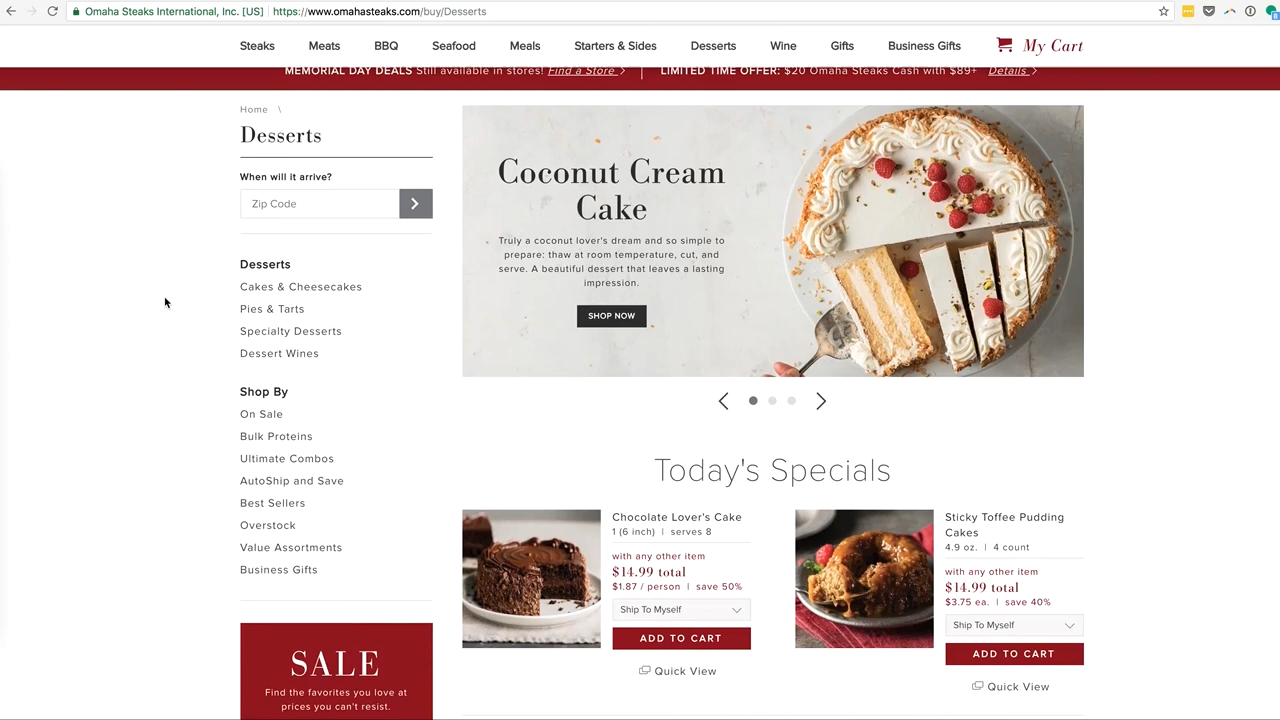 Omaha Steaks International, Inc. [US] https://www.omahasteaks.com/buy/Desserts
Steaks Meats BBQ Seafood Meals Starters & Sides Desserts Wine Gifts Business Gifts My Cart
MEMORIAL DAY DEALS Still available in stores! Find a Store > LIMITED TIME OFFER: $20 Omaha Steaks Cash with $89+ Details >
Home \
Desserts
When will it arrive?
Zip Code
Desserts
Cakes & Cheesecakes
Pies & Tarts
Specialty Desserts
Dessert Wines
Shop By
On Sale
Bulk Proteins
Ultimate Combos
AutoShip and Save
Best Sellers
Overstock
Value Assortments
Business Gifts
SALE
Find the favorites you love at
prices you can't resist.
Coconut Cream
Cake
Truly a coconut lover's dream and so simple to
prepare: thaw at room temperature, cut, and
serve. A beautiful dessert that leaves a lasting
impression.
SHOP NOW
Today's Specials
Chocolate Lover's Cake
1 (6 inch) | serves 8
with any other item
$14.99 total
$1.87 / person | save 50%
Ship To Myself
ADD TO CART
Quick View
Sticky Toffee Pudding
Cakes
4.9 oz. | 4 count
with any other item
$14.99 total
$3.75 ea. | save 40%
Ship To Myself
ADD TO CART
Quick View